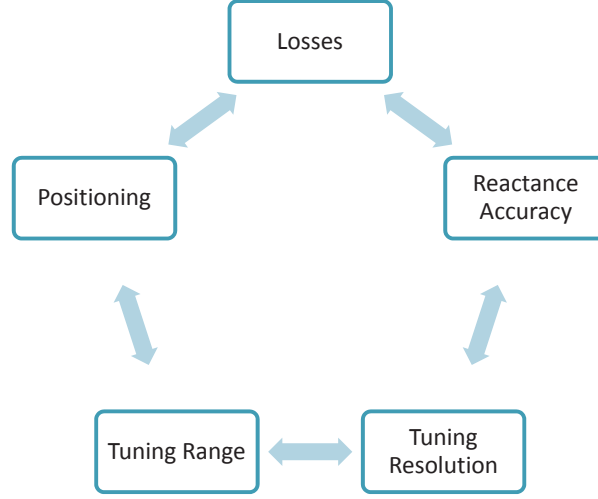 Losses
Positioning
Reactance
Accuracy
Tuning Range
Tuning
Resolution